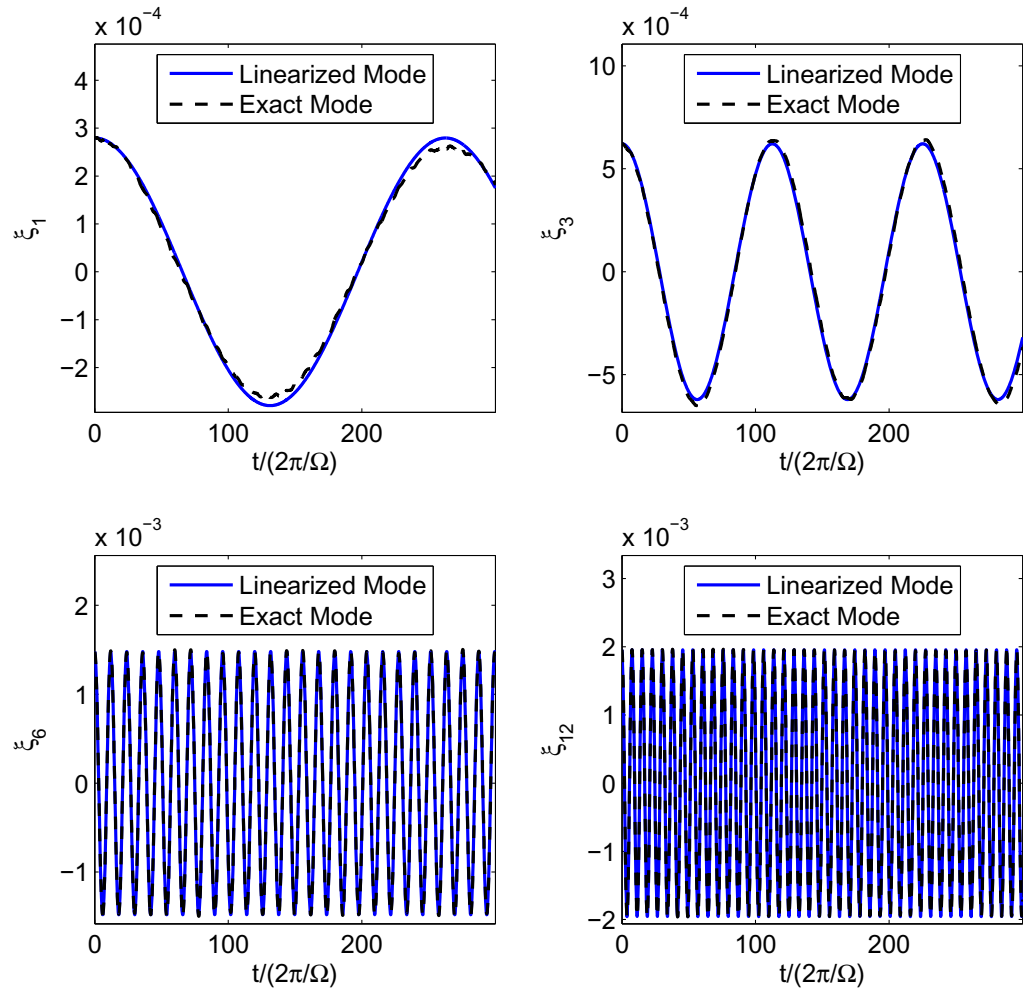 x 10⁻⁴
4
3
2
1
0
−1
−2
ξ₁
Linearized Mode
Exact Mode
0
100
200
t/(2π/Ω)
x 10⁻⁴
10
5
0
−5
ξ₃
Linearized Mode
Exact Mode
0
100
200
t/(2π/Ω)
x 10⁻³
2
1
0
−1
ξ₆
Linearized Mode
Exact Mode
0
100
200
t/(2π/Ω)
x 10⁻³
3
2
1
0
−1
−2
ξ₁₂
Linearized Mode
Exact Mode
0
100
200
t/(2π/Ω)